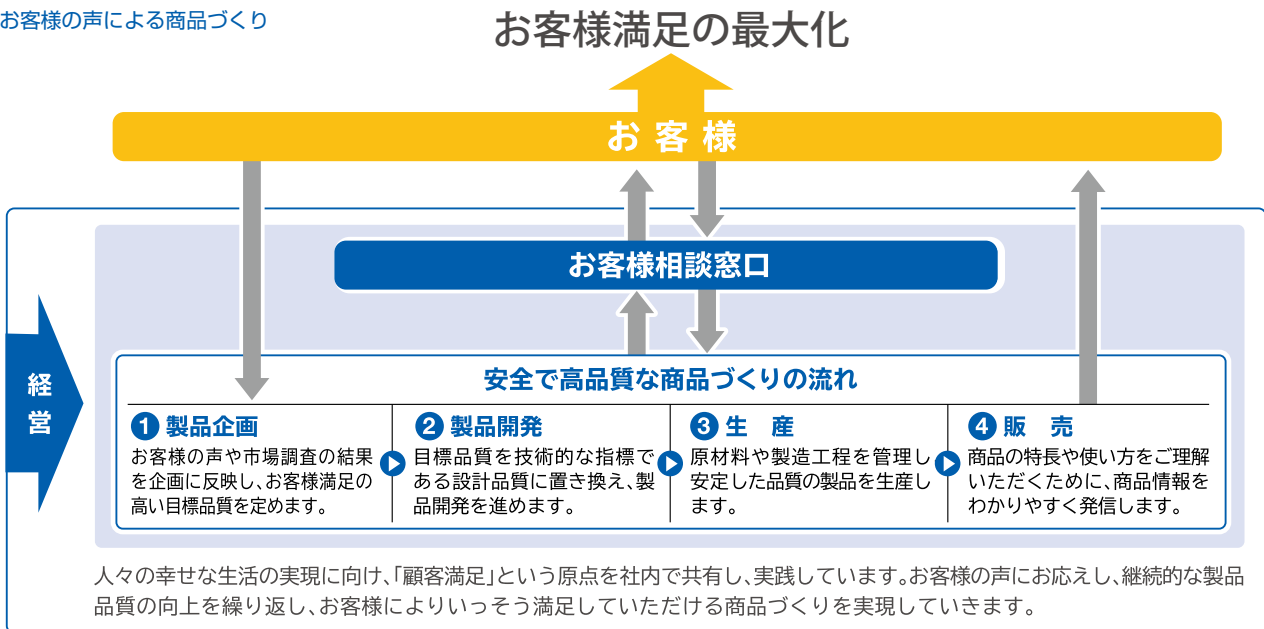 お客様の声による商品づくり
お客様満足の最大化
お客様
お客様相談窓口
経営
安全で高品質な商品づくりの流れ
1 製品企画
お客様の声や市場調査の結果
を企画に反映し、お客様満足の
高い目標品質を定めます。
2 製品開発
目標品質を技術的な指標で
ある設計品質に置き換え、製
品開発を進めます。
3 生　産
原材料や製造工程を管理し
安定した品質の製品を生産し
ます。
4 販　売
商品の特長や使い方をご理解
いただくために、商品情報を
わかりやすく発信します。
人々の幸せな生活の実現に向け、「顧客満足」という原点を社内で共有し、実践しています。お客様の声にお応えし、継続的な製品
品質の向上を繰り返し、お客様によりいっそう満足していただける商品づくりを実現していきます。